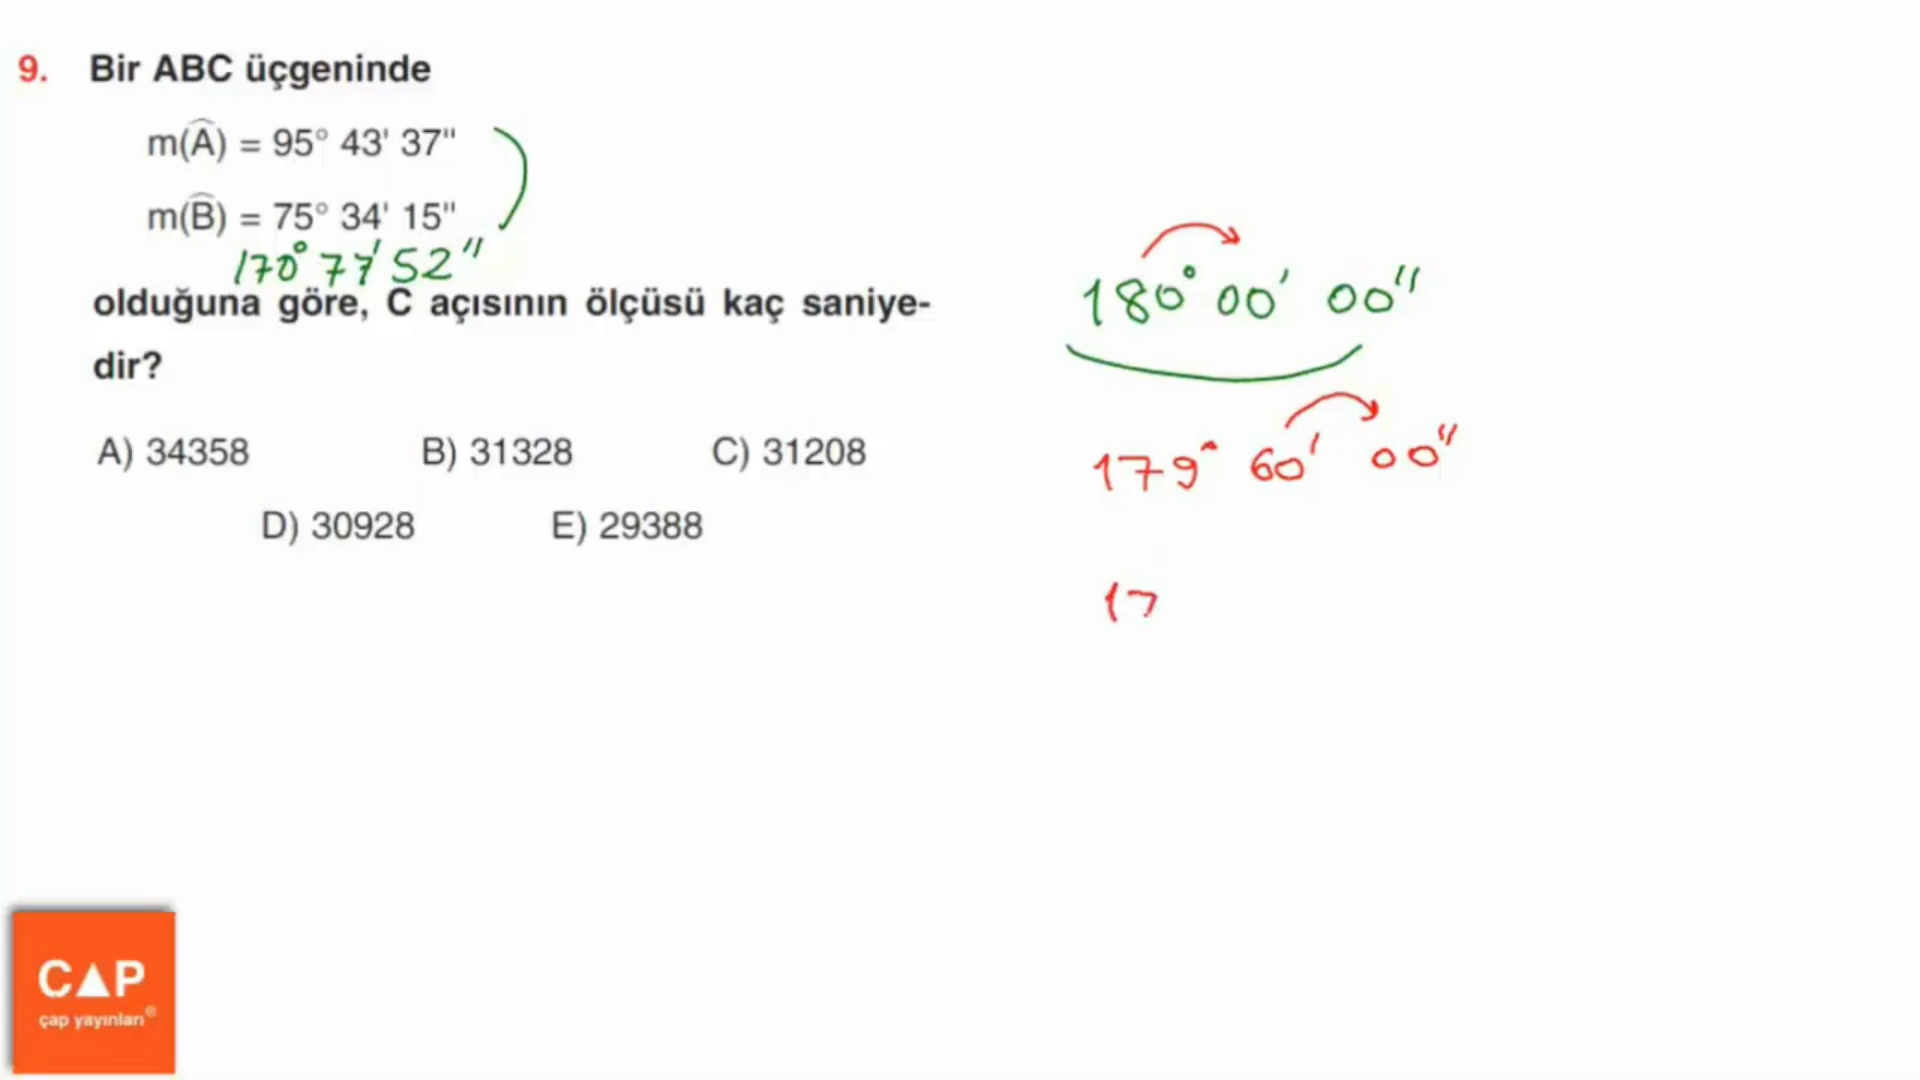 9. Bir ABC üçgeninde
m(A) = 95° 43' 37"
m(B) = 75° 34' 15"
170° 77' 52"
olduğuna göre, C açısının ölçüsü kaç saniye-
dir?
A) 34358 B) 31328 C) 31208
D) 30928 E) 29388
180° 00' 00"
179° 60' 00"
17
CAP
çap yayınları®